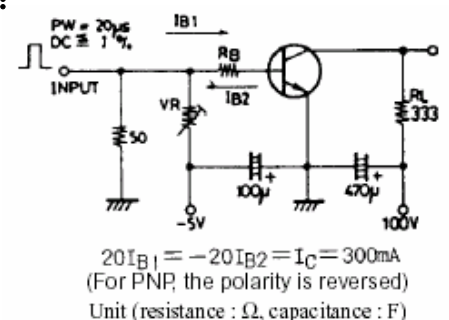 PW = 20μs
DC ≦ 1 %
IB1
INPUT
RB
IB2
VR
50
RL
333
100μ
+
470μ
+
-5V
100V
20IB1=-20IB2=IC=300mA
(For PNP, the polarity is reversed)
Unit (resistance : Ω, capacitance : F)